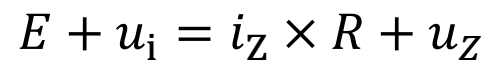 E + u_i = i_Z × R + u_Z